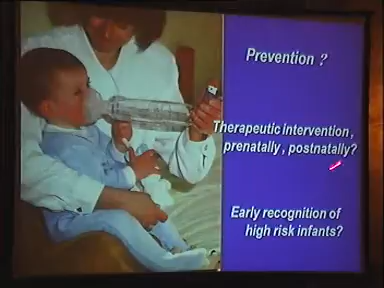 Prevention ?
Therapeutic intervention,
prenatally, postnatally?
Early recognition of
high risk infants?